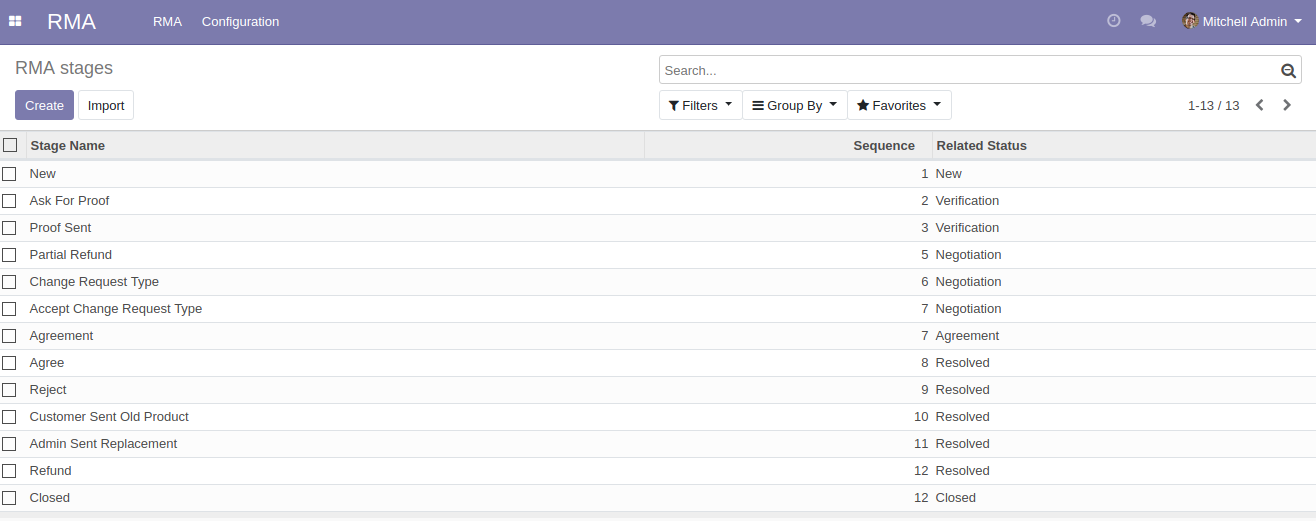 RMA RMA Configuration Mitchell Admin
RMA stages Search...
Create Import Filters Group By Favorites 1-13 / 13
Stage Name Sequence Related Status
New 1 New
Ask For Proof 2 Verification
Proof Sent 3 Verification
Partial Refund 5 Negotiation
Change Request Type 6 Negotiation
Accept Change Request Type 7 Negotiation
Agreement 7 Agreement
Agree 8 Resolved
Reject 9 Resolved
Customer Sent Old Product 10 Resolved
Admin Sent Replacement 11 Resolved
Refund 12 Resolved
Closed 12 Closed